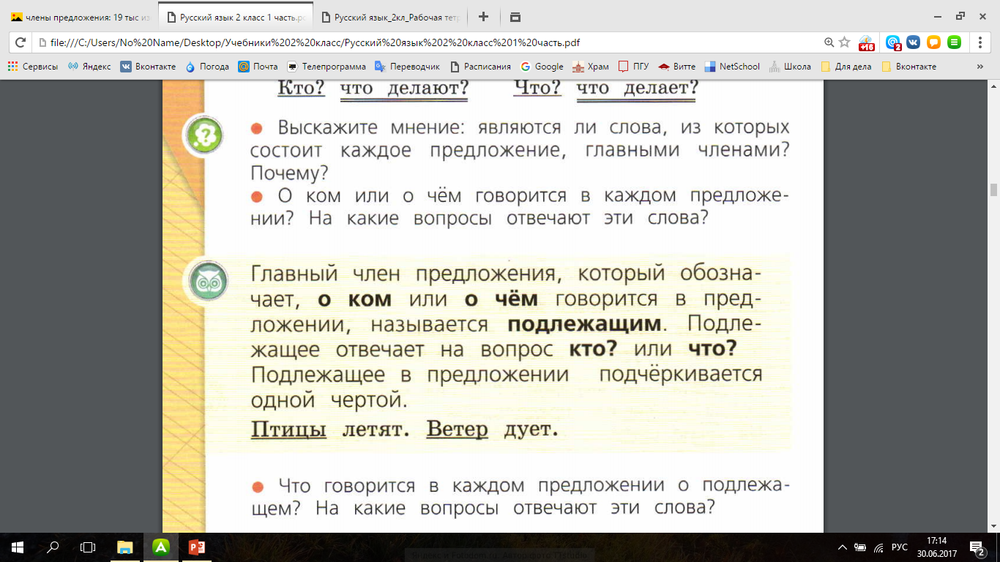 члены предложения: 19 тыс из
Русский язык 2 класс 1 часть.pd
Русский язык_2кл_Рабочая тетр
file:///C:/Users/No%20Name/Desktop/Учебники%202%20класс/Русский%20язык%202%20класс%201%20часть.pdf
+16
2
Сервисы Яндекс Вконтакте Погода Почта Телепрограмма Переводчик Расписания Google Храм ПГУ Витте NetSchool Школа Для дела Вконтакте »
Кто? что делают? Что? что делает?
Выскажите мнение: являются ли слова, из которых
состоит каждое предложение, главными членами?
Почему?
О ком или о чём говорится в каждом предложе-
нии? На какие вопросы отвечают эти слова?
Главный член предложения, который обозна-
чает, о ком или о чём говорится в пред-
ложении, называется подлежащим. Подле-
жащее отвечает на вопрос кто? или что?
Подлежащее в предложении подчёркивается
одной чертой.
Птицы летят. Ветер дует.
Что говорится в каждом предложении о подлежа-
щем? На какие вопросы отвечают эти слова?
РУС
17:14
30.06.2017
2